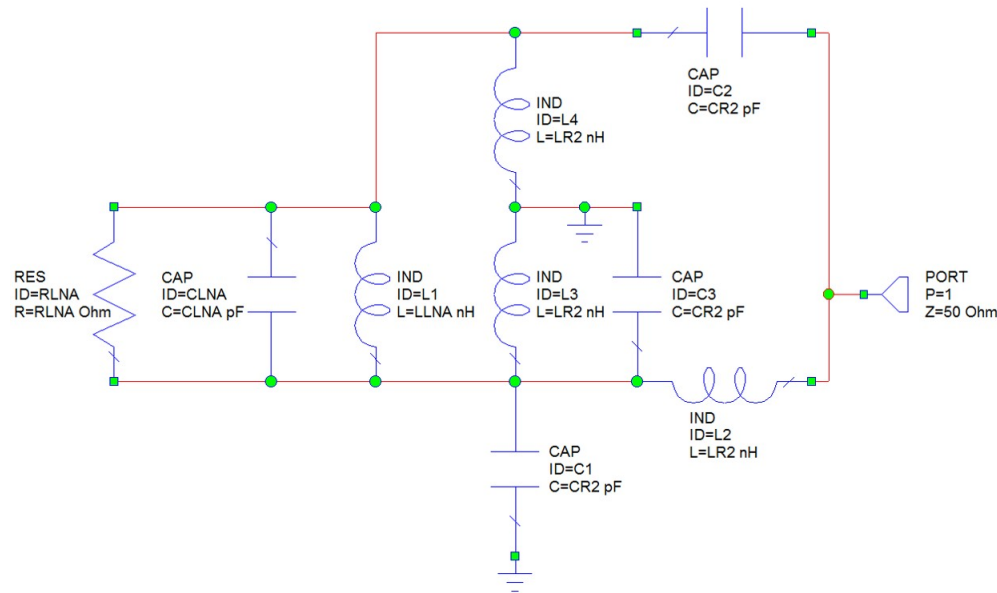 CAP
ID=C2
C=CR2 pF
IND
ID=L4
L=LR2 nH
RES
ID=RLNA
R=RLNA Ohm
CAP
ID=CLNA
C=CLNA pF
IND
ID=L1
L=LLNA nH
IND
ID=L3
L=LR2 nH
CAP
ID=C3
C=CR2 pF
PORT
P=1
Z=50 Ohm
IND
ID=L2
L=LR2 nH
CAP
ID=C1
C=CR2 pF